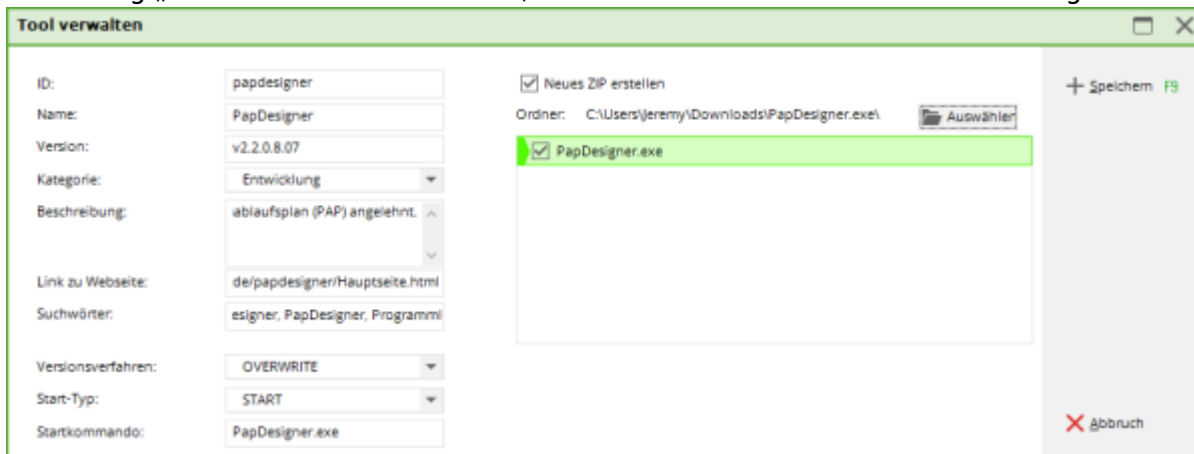 Tool verwalten
ID: papdesigner
Name: PapDesigner
Version: v2.2.0.8.07
Kategorie: Entwicklung
Beschreibung: ablaufsplan (PAP) angelehnt.
Link zu Webseite: de/papdesigner/Hauptseite.html
Suchwörter: esigner, PapDesigner, Programml
Versionsverfahren: OVERWRITE
Start-Typ: START
Startkommando: PapDesigner.exe
Neues ZIP erstellen
Ordner: C:\Users\Jeremy\Downloads\PapDesigner.exe\ Auswählen
PapDesigner.exe
Speichern F9
Abbruch